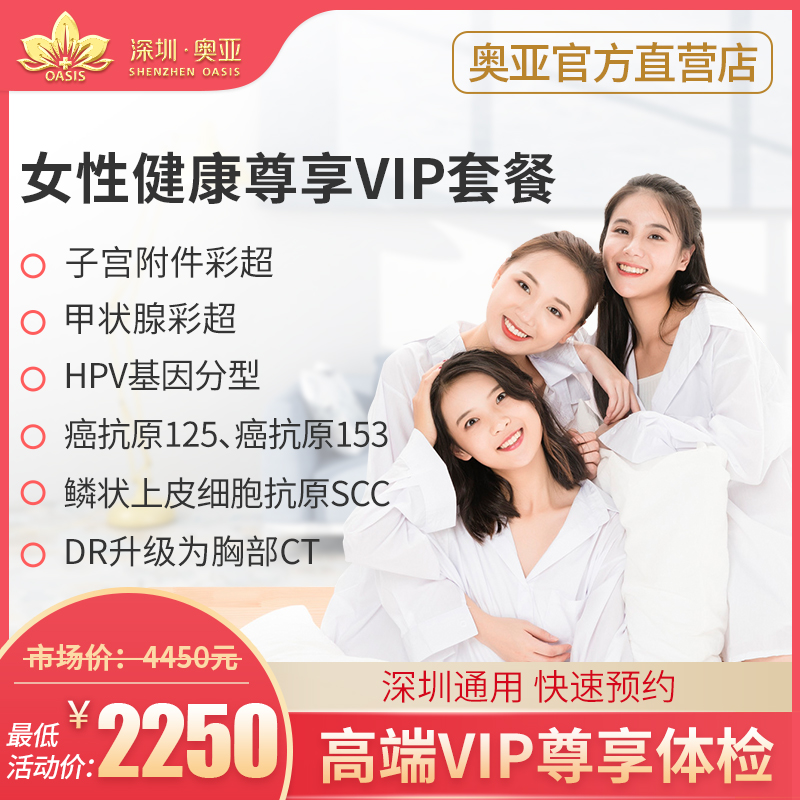 OASIS
深圳·奥亚
SHENZHEN OASIS
奥亚官方直营店
女性健康尊享VIP套餐
子宫附件彩超
甲状腺彩超
HPV基因分型
癌抗原125、癌抗原153
鳞状上皮细胞抗原SCC
DR升级为胸部CT
市场价：4450元
最低
活动价:
¥2250
深圳通用 快速预约
高端VIP尊享体检